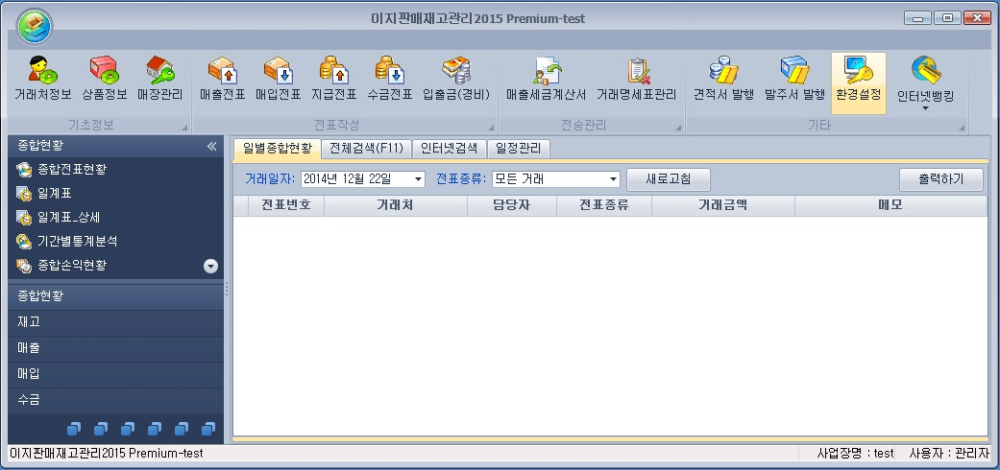 이지판매재고관리2015 Premium-test
거래처정보 상품정보 매장관리 매출전표 매입전표 지급전표 수금전표 입출금(경비) 매출세금계산서 거래명세표관리 견적서 발행 발주서 발행 환경설정 인터넷뱅킹
기초정보 전표작성 전송관리 기타
종합현황
종합전표현황
일계표
일계표_상세
기간별통계분석
종합손익현황
종합현황
재고
매출
매입
수금
일별종합현황 전체검색(F11) 인터넷검색 일정관리
거래일자: 2014년 12월 22일 전표종류: 모든 거래 새로고침 출력하기
전표번호 거래처 담당자 전표종류 거래금액 메모
이지판매재고관리2015 Premium-test 사업장명 : test 사용자 : 관리자